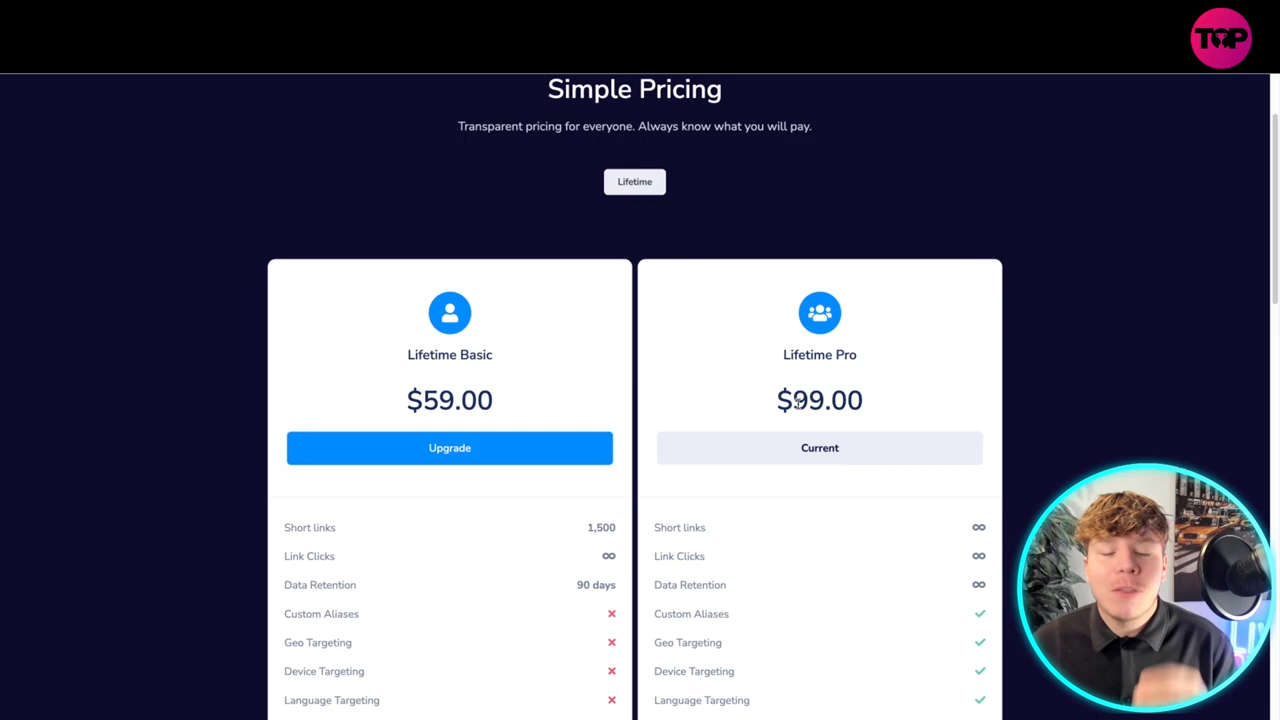 TOP
Simple Pricing
Transparent pricing for everyone. Always know what you will pay.
Lifetime
Lifetime Basic
$59.00
Upgrade
Short links 1,500
Link Clicks ∞
Data Retention 90 days
Custom Aliases ×
Geo Targeting ×
Device Targeting ×
Language Targeting ×
Lifetime Pro
$99.00
Current
Short links ∞
Link Clicks ∞
Data Retention ∞
Custom Aliases ✓
Geo Targeting ✓
Device Targeting ✓
Language Targeting ✓